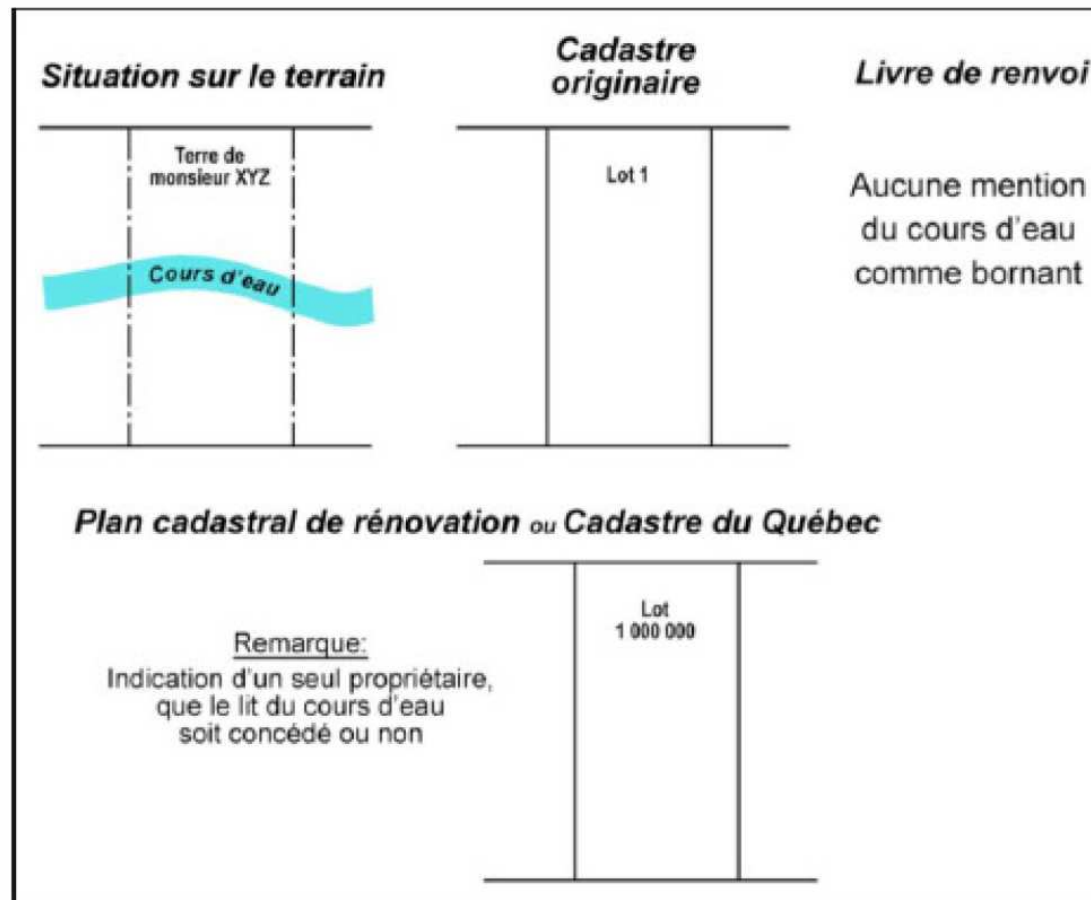 Situation sur le terrain
Cadastre
originaire
Livre de renvoi
Terre de
monsieur XYZ
Cours d'eau
Lot 1
Aucune mention
du cours d'eau
comme bornant
Plan cadastral de rénovation ou Cadastre du Québec
Remarque:
Indication d'un seul propriétaire,
que le lit du cours d'eau
soit concédé ou non
Lot
1 000 000